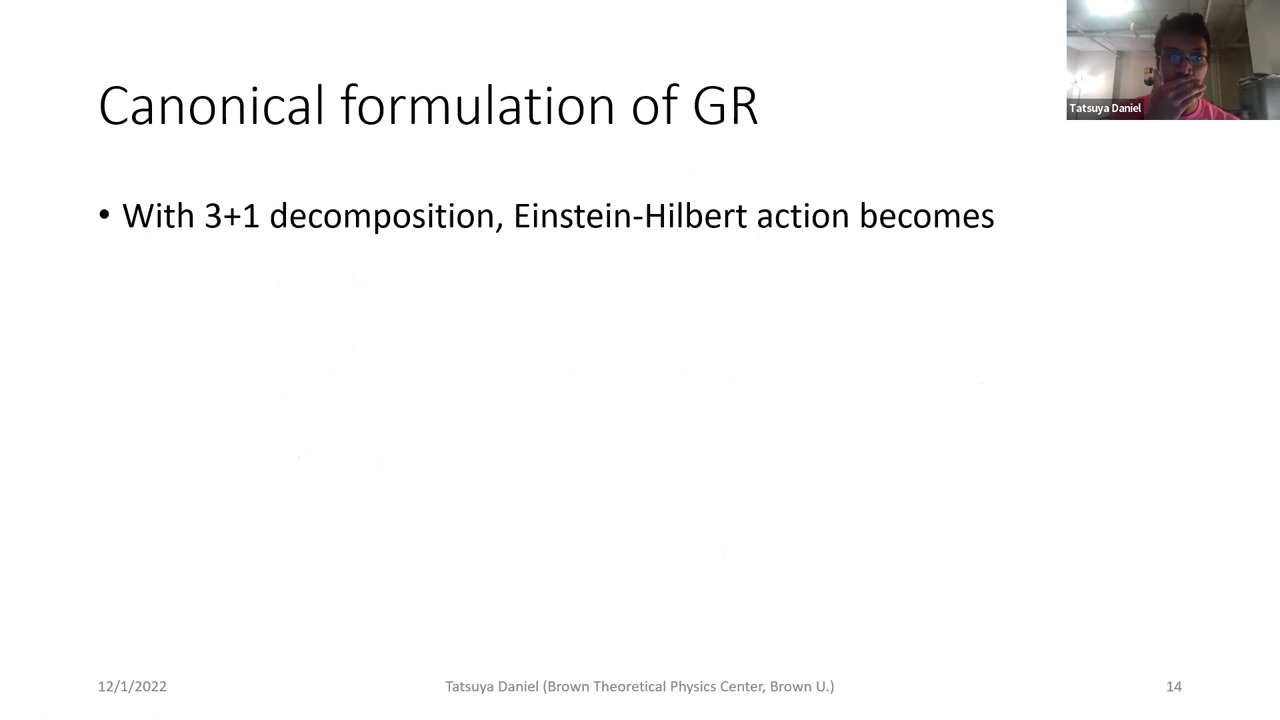 Canonical formulation of GR
Tatsuya Daniel
• With 3+1 decomposition, Einstein-Hilbert action becomes
12/1/2022
Tatsuya Daniel (Brown Theoretical Physics Center, Brown U.)
14